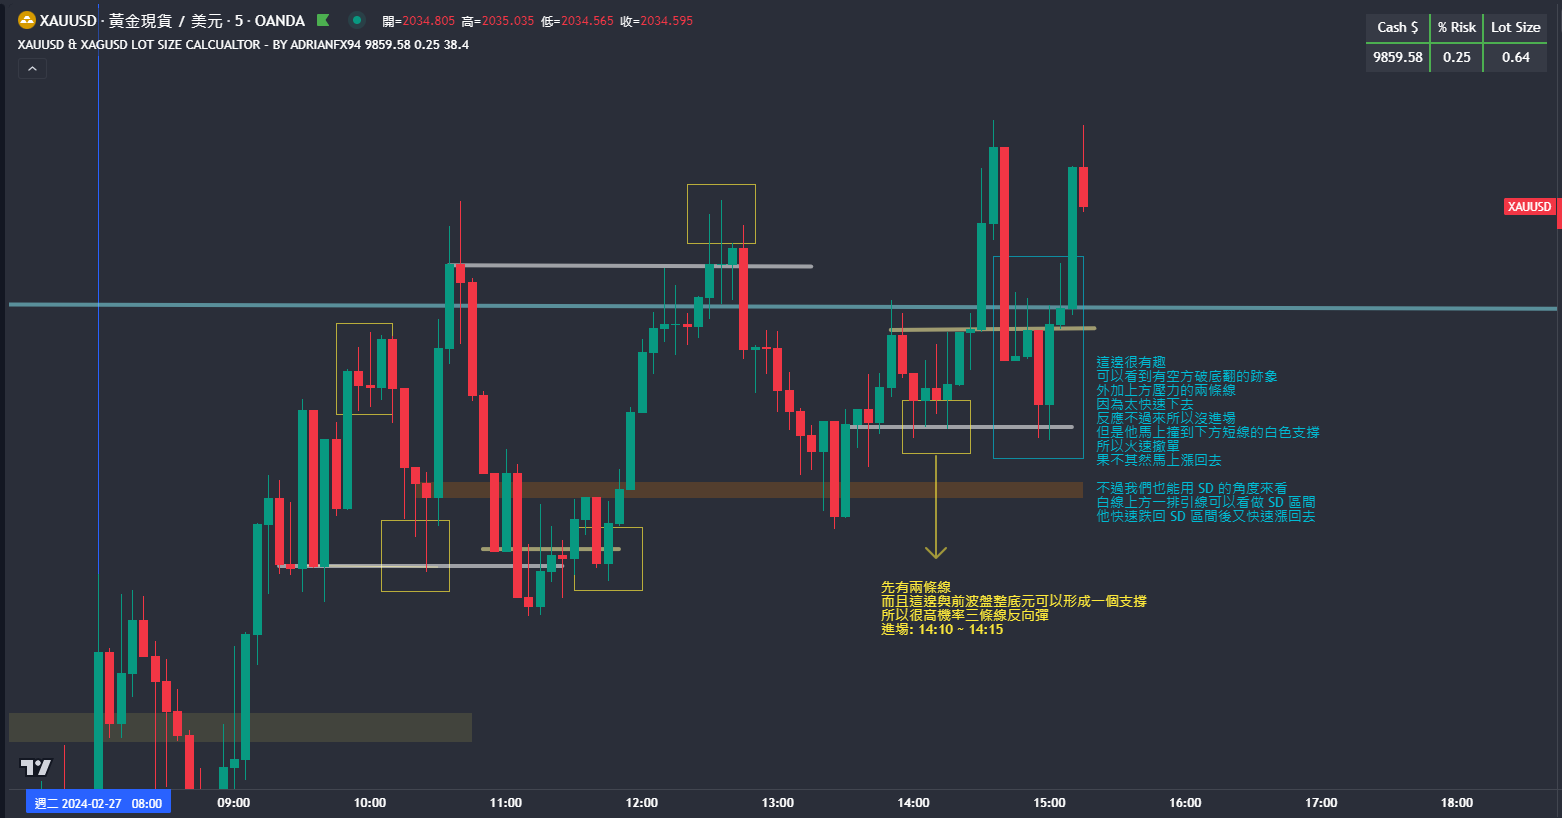 XAUUSD · 黃金現貨 / 美元 · 5 · OANDA 開=2034.805 高=2035.035 低=2034.565 收=2034.595
XAUUSD & XAGUSD LOT SIZE CALCUALTOR - BY ADRIANFX94 9859.58 0.25 38.4
Cash $ % Risk Lot Size
9859.58 0.25 0.64
XAUUSD
這邊很有趣
可以看到有空方破底翻的跡象
外加上方壓力的兩條線
因為太快速下去
反應不過來所以沒進場
但是他馬上撞到下方短線的白色支撐
所以火速撤單
果不其然馬上漲回去
不過我們也能用 SD 的角度來看
白線上方一排引線可以看做 SD 區間
他快速跌回 SD 區間後又快速漲回去
先有兩條線
而且這邊與前波盤整底元可以形成一個支撐
所以很高機率三條線反向彈
進場: 14:10 ~ 14:15
週二 2024-02-27 08:00 09:00 10:00 11:00 12:00 13:00 14:00 15:00 16:00 17:00 18:00